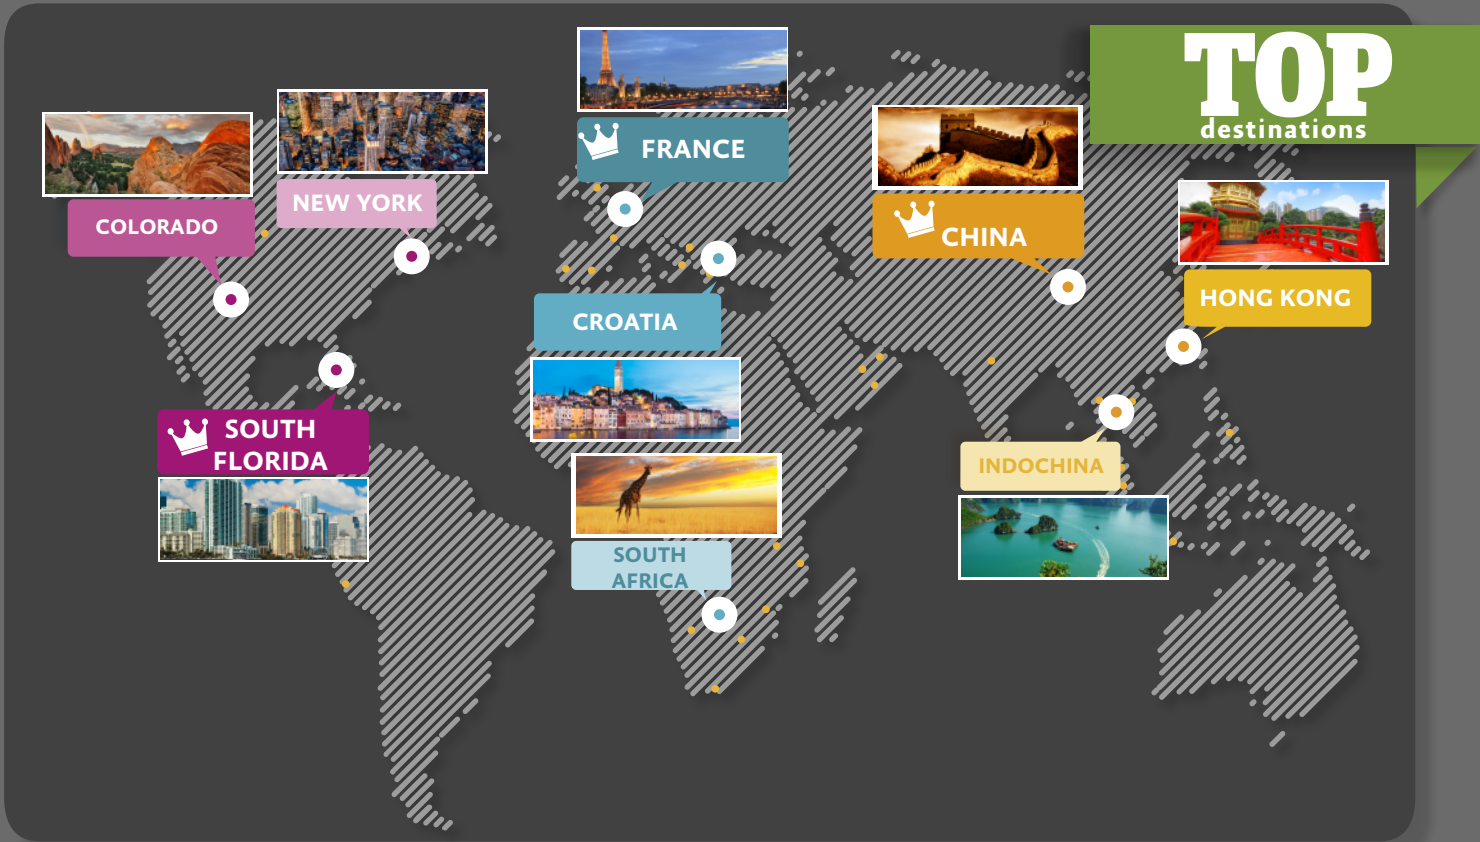 TOP
destinations
FRANCE
NEW YORK
COLORADO
CHINA
HONG KONG
CROATIA
SOUTH
FLORIDA
INDOCHINA
SOUTH
AFRICA